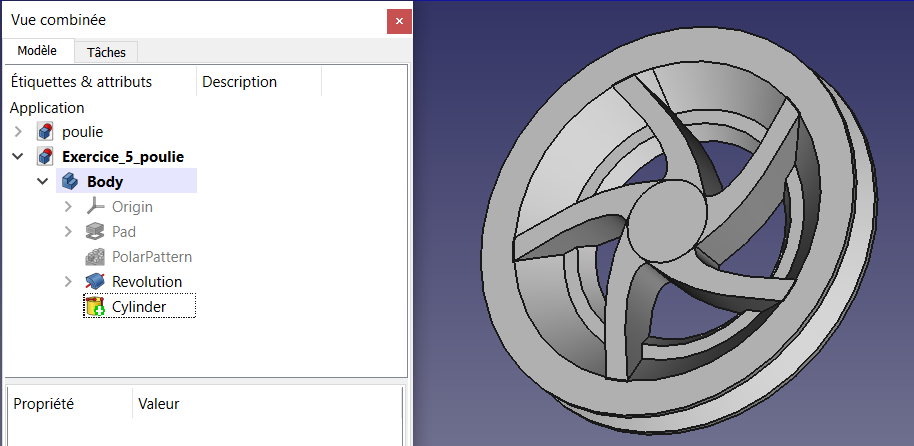 Vue combinée
Modèle Tâches
Étiquettes & attributs Description
Application
poulie
Exercice_5_poulie
Body
Origin
Pad
PolarPattern
Revolution
Cylinder
Propriété Valeur